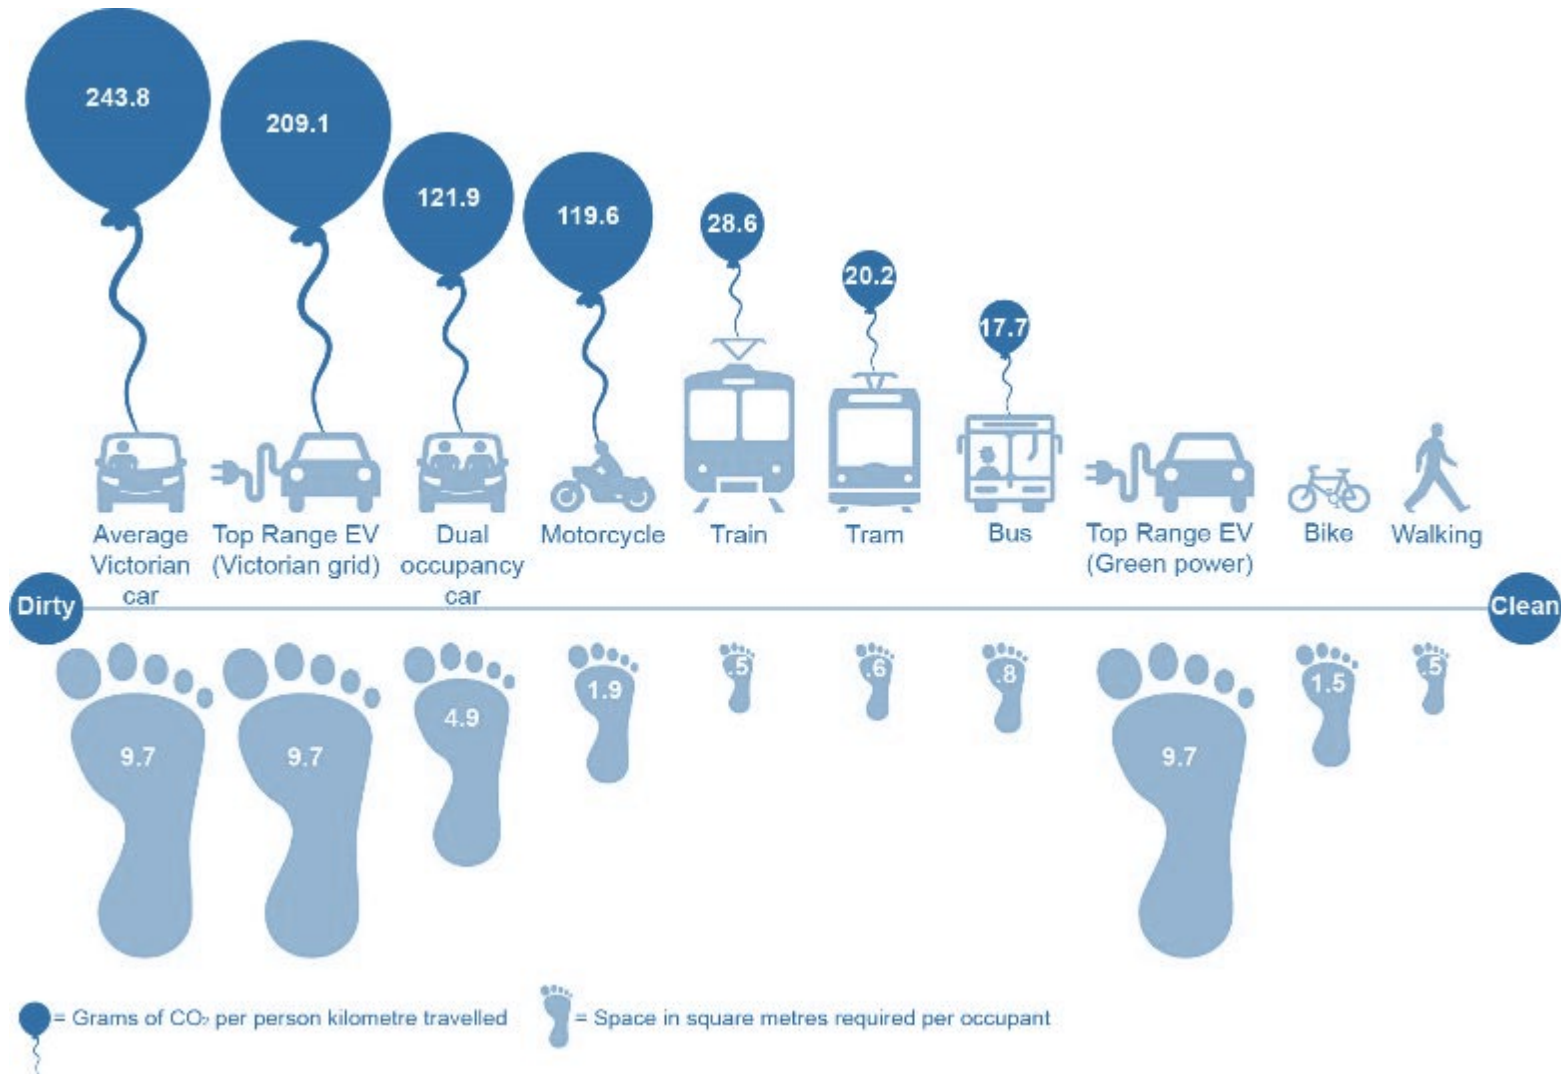 243.8
209.1
121.9
119.6
28.6
20.2
17.7
Average
Victorian
car
Top Range EV
(Victorian grid)
Dual
occupancy
car
Motorcycle
Train
Tram
Bus
Top Range EV
(Green power)
Bike
Walking
Dirty
Clean
9.7
9.7
4.9
1.9
.5
.6
.8
9.7
1.5
.5
= Grams of CO₂ per person kilometre travelled
= Space in square metres required per occupant